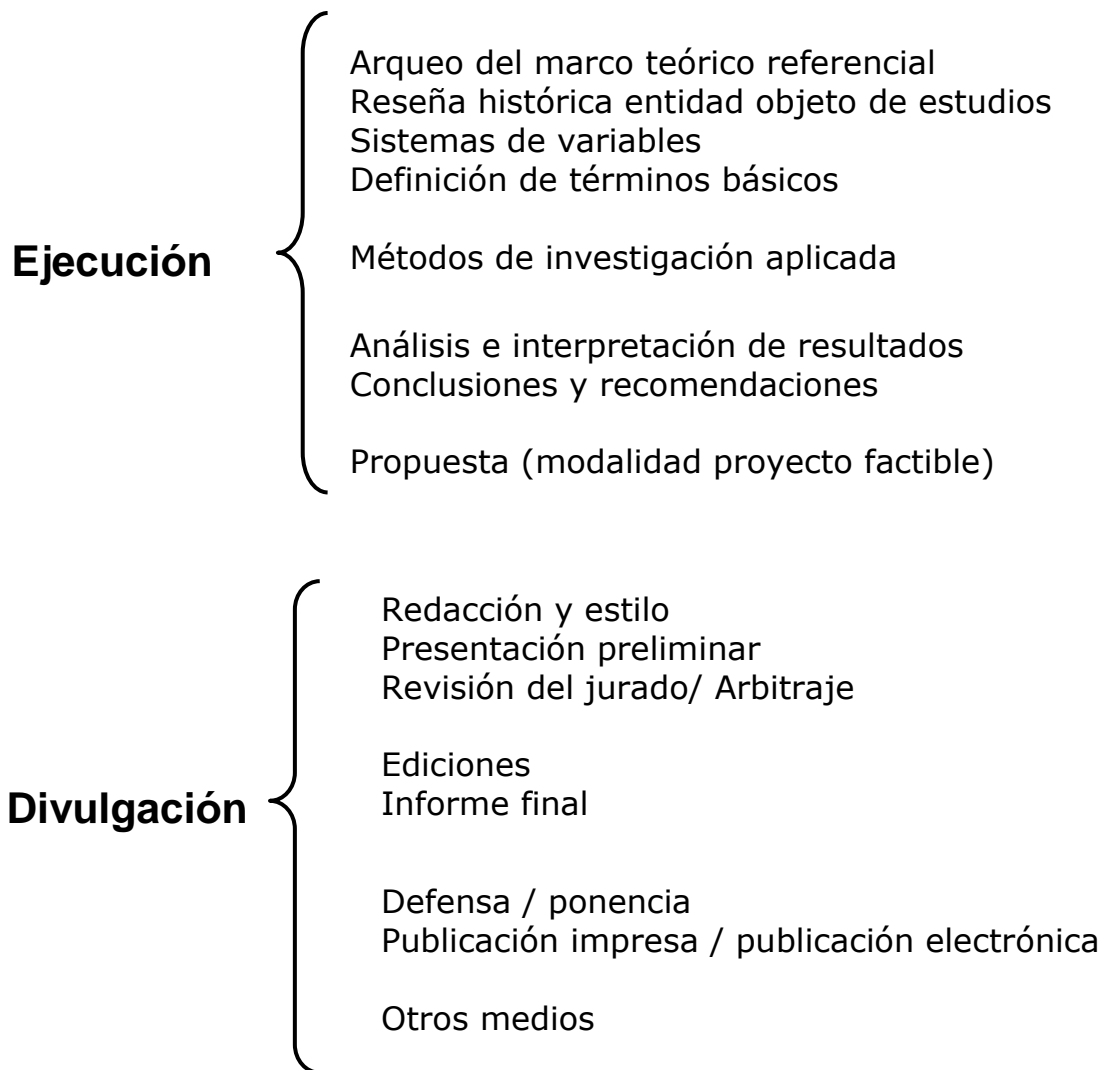 Ejecución
Arqueo del marco teórico referencial
Reseña histórica entidad objeto de estudios
Sistemas de variables
Definición de términos básicos
Métodos de investigación aplicada
Análisis e interpretación de resultados
Conclusiones y recomendaciones
Propuesta (modalidad proyecto factible)
Divulgación
Redacción y estilo
Presentación preliminar
Revisión del jurado/ Arbitraje
Ediciones
Informe final
Defensa / ponencia
Publicación impresa / publicación electrónica
Otros medios